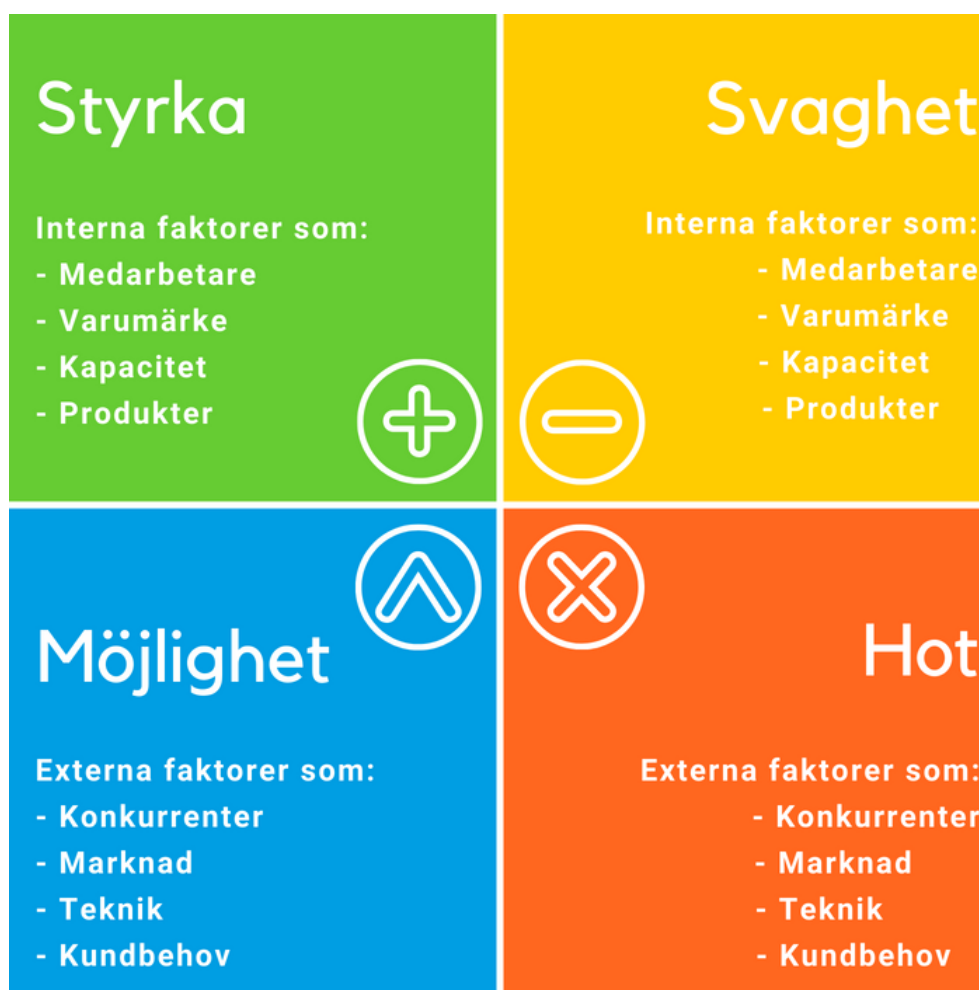 Styrka
Interna faktorer som:
- Medarbetare
- Varumärke
- Kapacitet
- Produkter
Svaghet
Interna faktorer som:
- Medarbetare
- Varumärke
- Kapacitet
- Produkter
Möjlighet
Externa faktorer som:
- Konkurrenter
- Marknad
- Teknik
- Kundbehov
Hot
Externa faktorer som:
- Konkurrenter
- Marknad
- Teknik
- Kundbehov